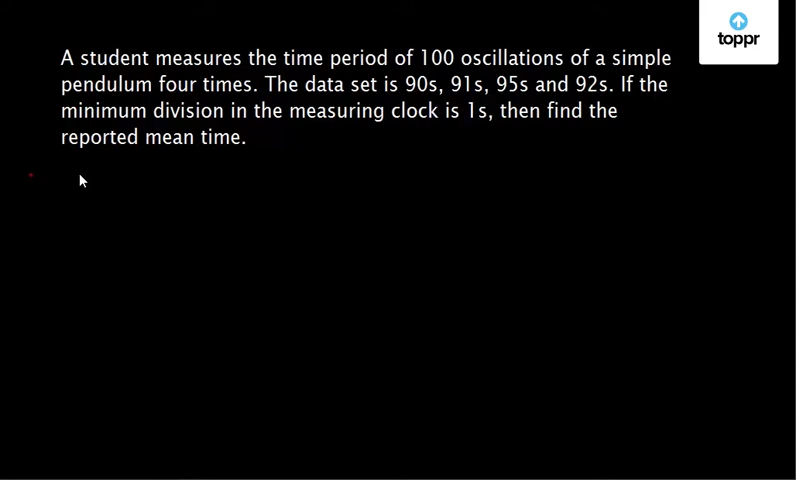 toppr
A student measures the time period of 100 oscillations of a simple
pendulum four times. The data set is 90s, 91s, 95s and 92s. If the
minimum division in the measuring clock is 1s, then find the
reported mean time.